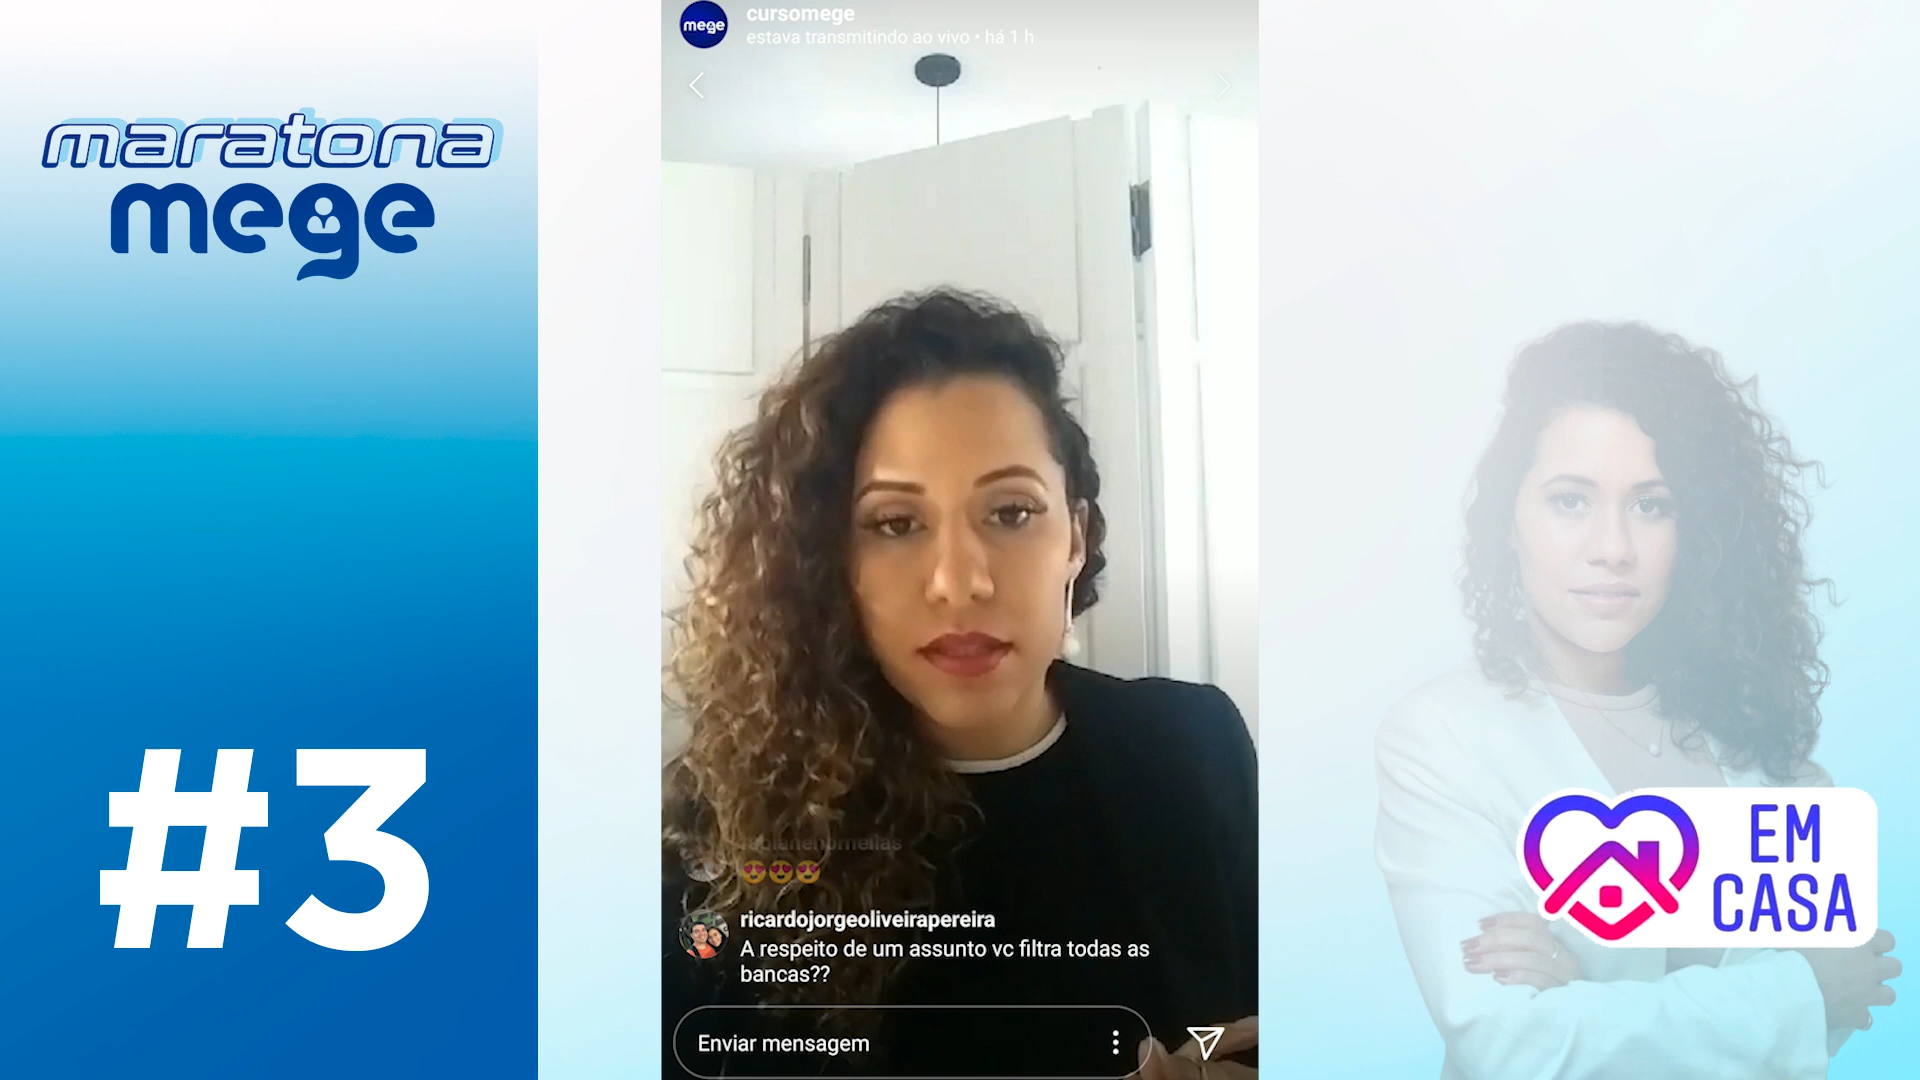 maratona
mege
#3
mege
cursomege
estava transmitindo ao vivo • há 1 h
😍😍😍
ricardojorgeoliveirapereira
A respeito de um assunto vc filtra todas as
bancas??
Enviar mensagem
EM
CASA